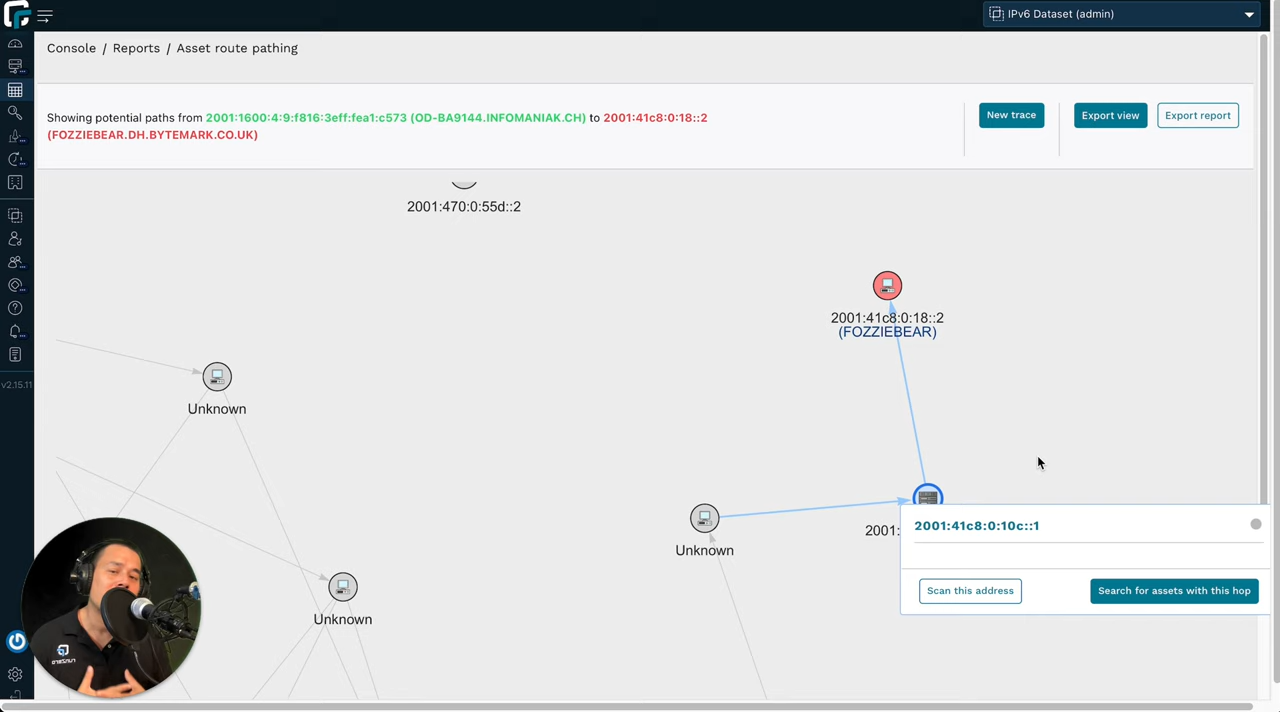 IPv6 Dataset (admin)
Console / Reports / Asset route pathing
Showing potential paths from 2001:1600:4:9:f816:3eff:fea1:c573 (OD-BA9144.INFOMANIAK.CH) to 2001:41c8:0:18::2
(FOZZIEBEAR.DH.BYTEMARK.CO.UK)
New trace
Export view
Export report
2001:470:0:55d::2
2001:41c8:0:18::2
(FOZZIEBEAR)
v2.15.11
Unknown
Unknown
2001:
2001:41c8:0:10c::1
Scan this address
Search for assets with this hop
Unknown